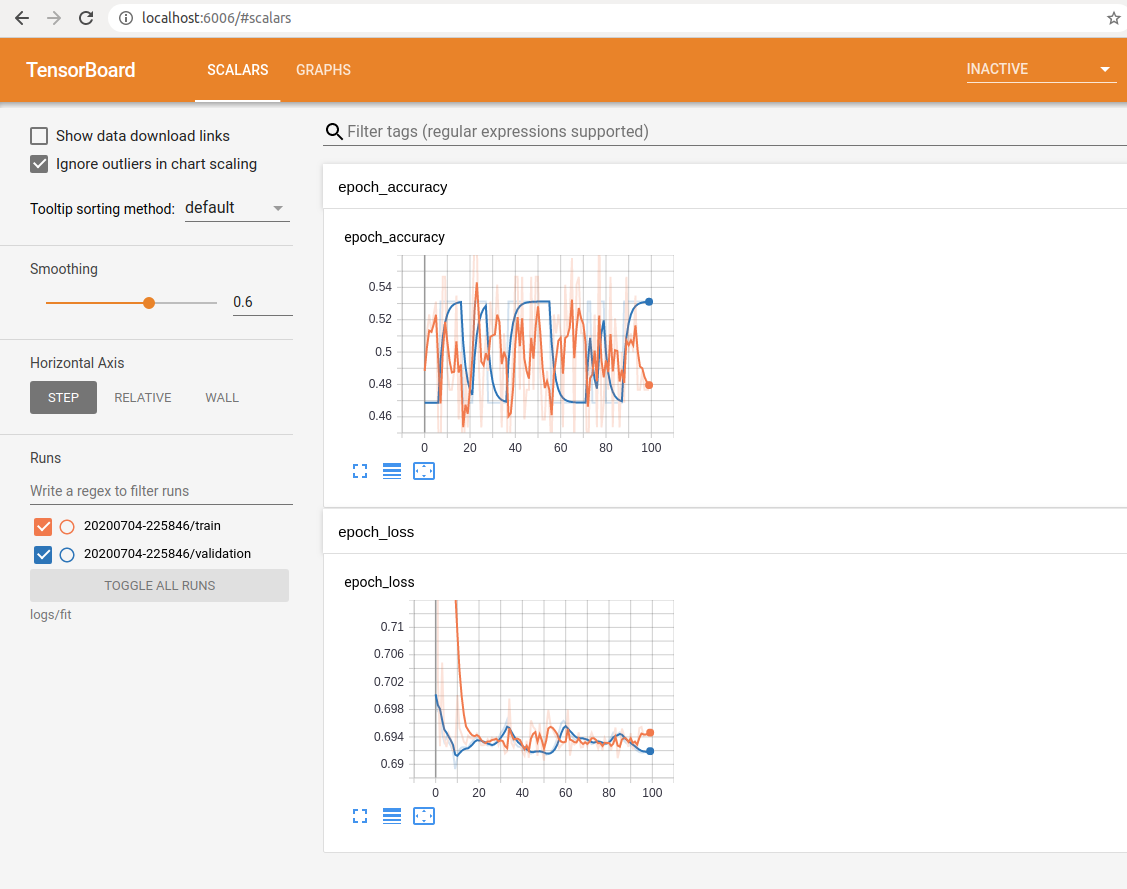 localhost:6006/#scalars
TensorBoard SCALARS GRAPHS INACTIVE
Show data download links
Ignore outliers in chart scaling
Tooltip sorting method: default
Smoothing
0.6
Horizontal Axis
STEP RELATIVE WALL
Runs
Write a regex to filter runs
20200704-225846/train
20200704-225846/validation
TOGGLE ALL RUNS
logs/fit
Filter tags (regular expressions supported)
epoch_accuracy
epoch_accuracy
0.54
0.52
0.5
0.48
0.46
0 20 40 60 80 100
epoch_loss
epoch_loss
0.71
0.706
0.702
0.698
0.694
0.69
0 20 40 60 80 100